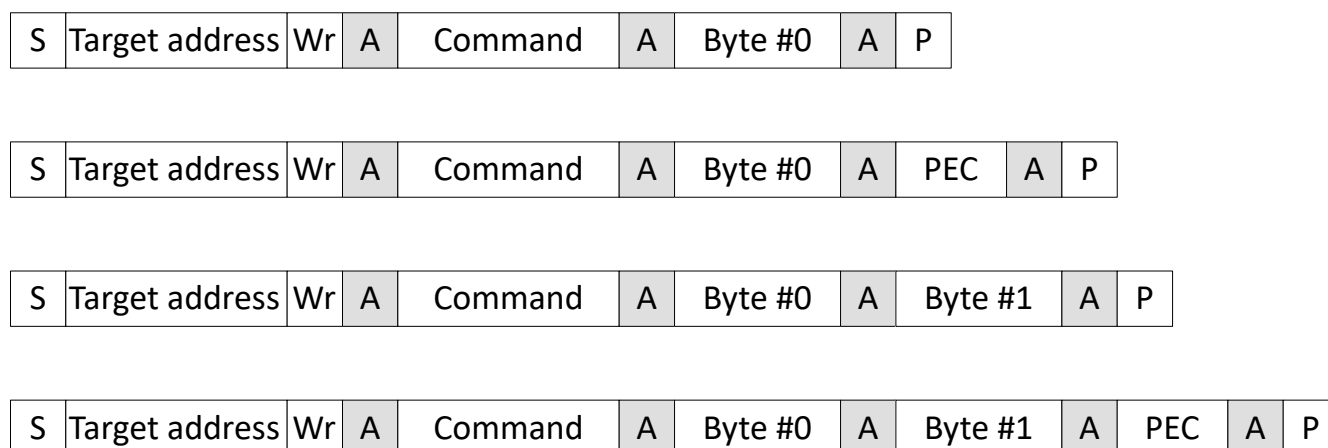 S Target address Wr A Command A Byte #0 A P
S Target address Wr A Command A Byte #0 A PEC A P
S Target address Wr A Command A Byte #0 A Byte #1 A P
S Target address Wr A Command A Byte #0 A Byte #1 A PEC A P